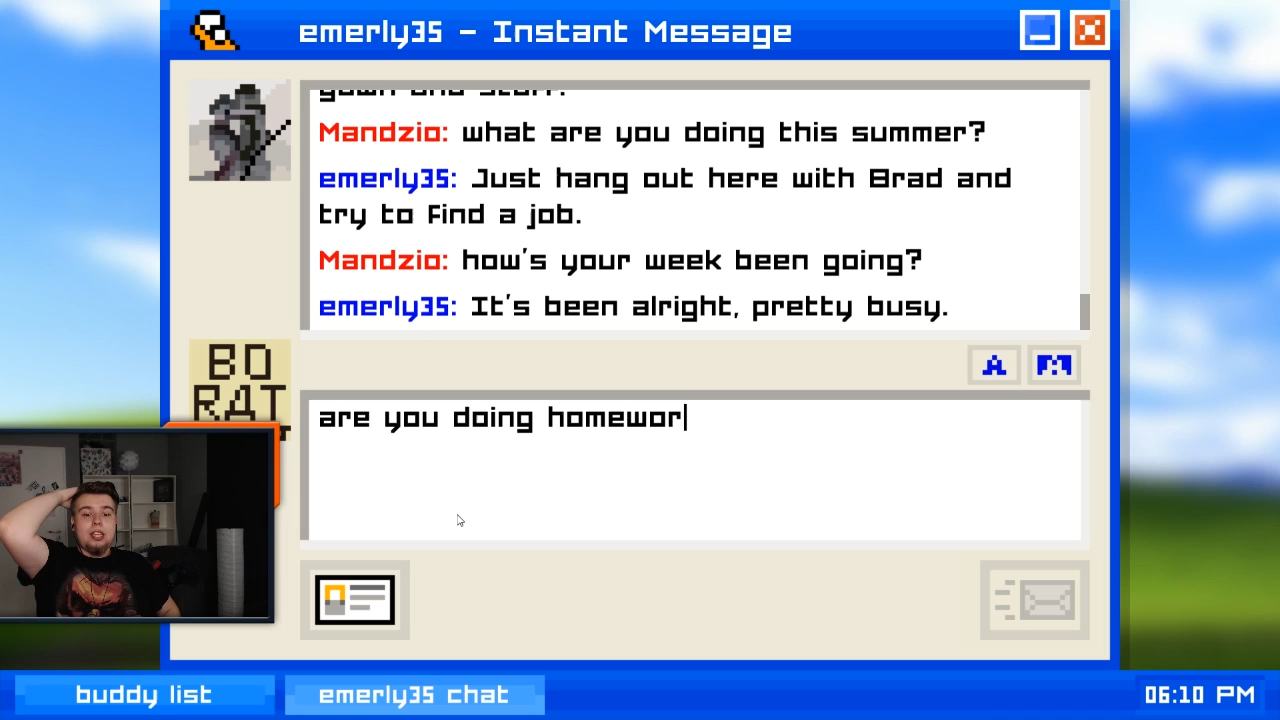 emerly35 - Instant Message
Mandzio: what are you doing this summer?
emerly35: Just hang out here with Brad and
try to find a job.
Mandzio: how's your week been going?
emerly35: It's been alright, pretty busy.
A
BO
RAT
are you doing homewor
buddy list
emerly35 chat
06:10 PM